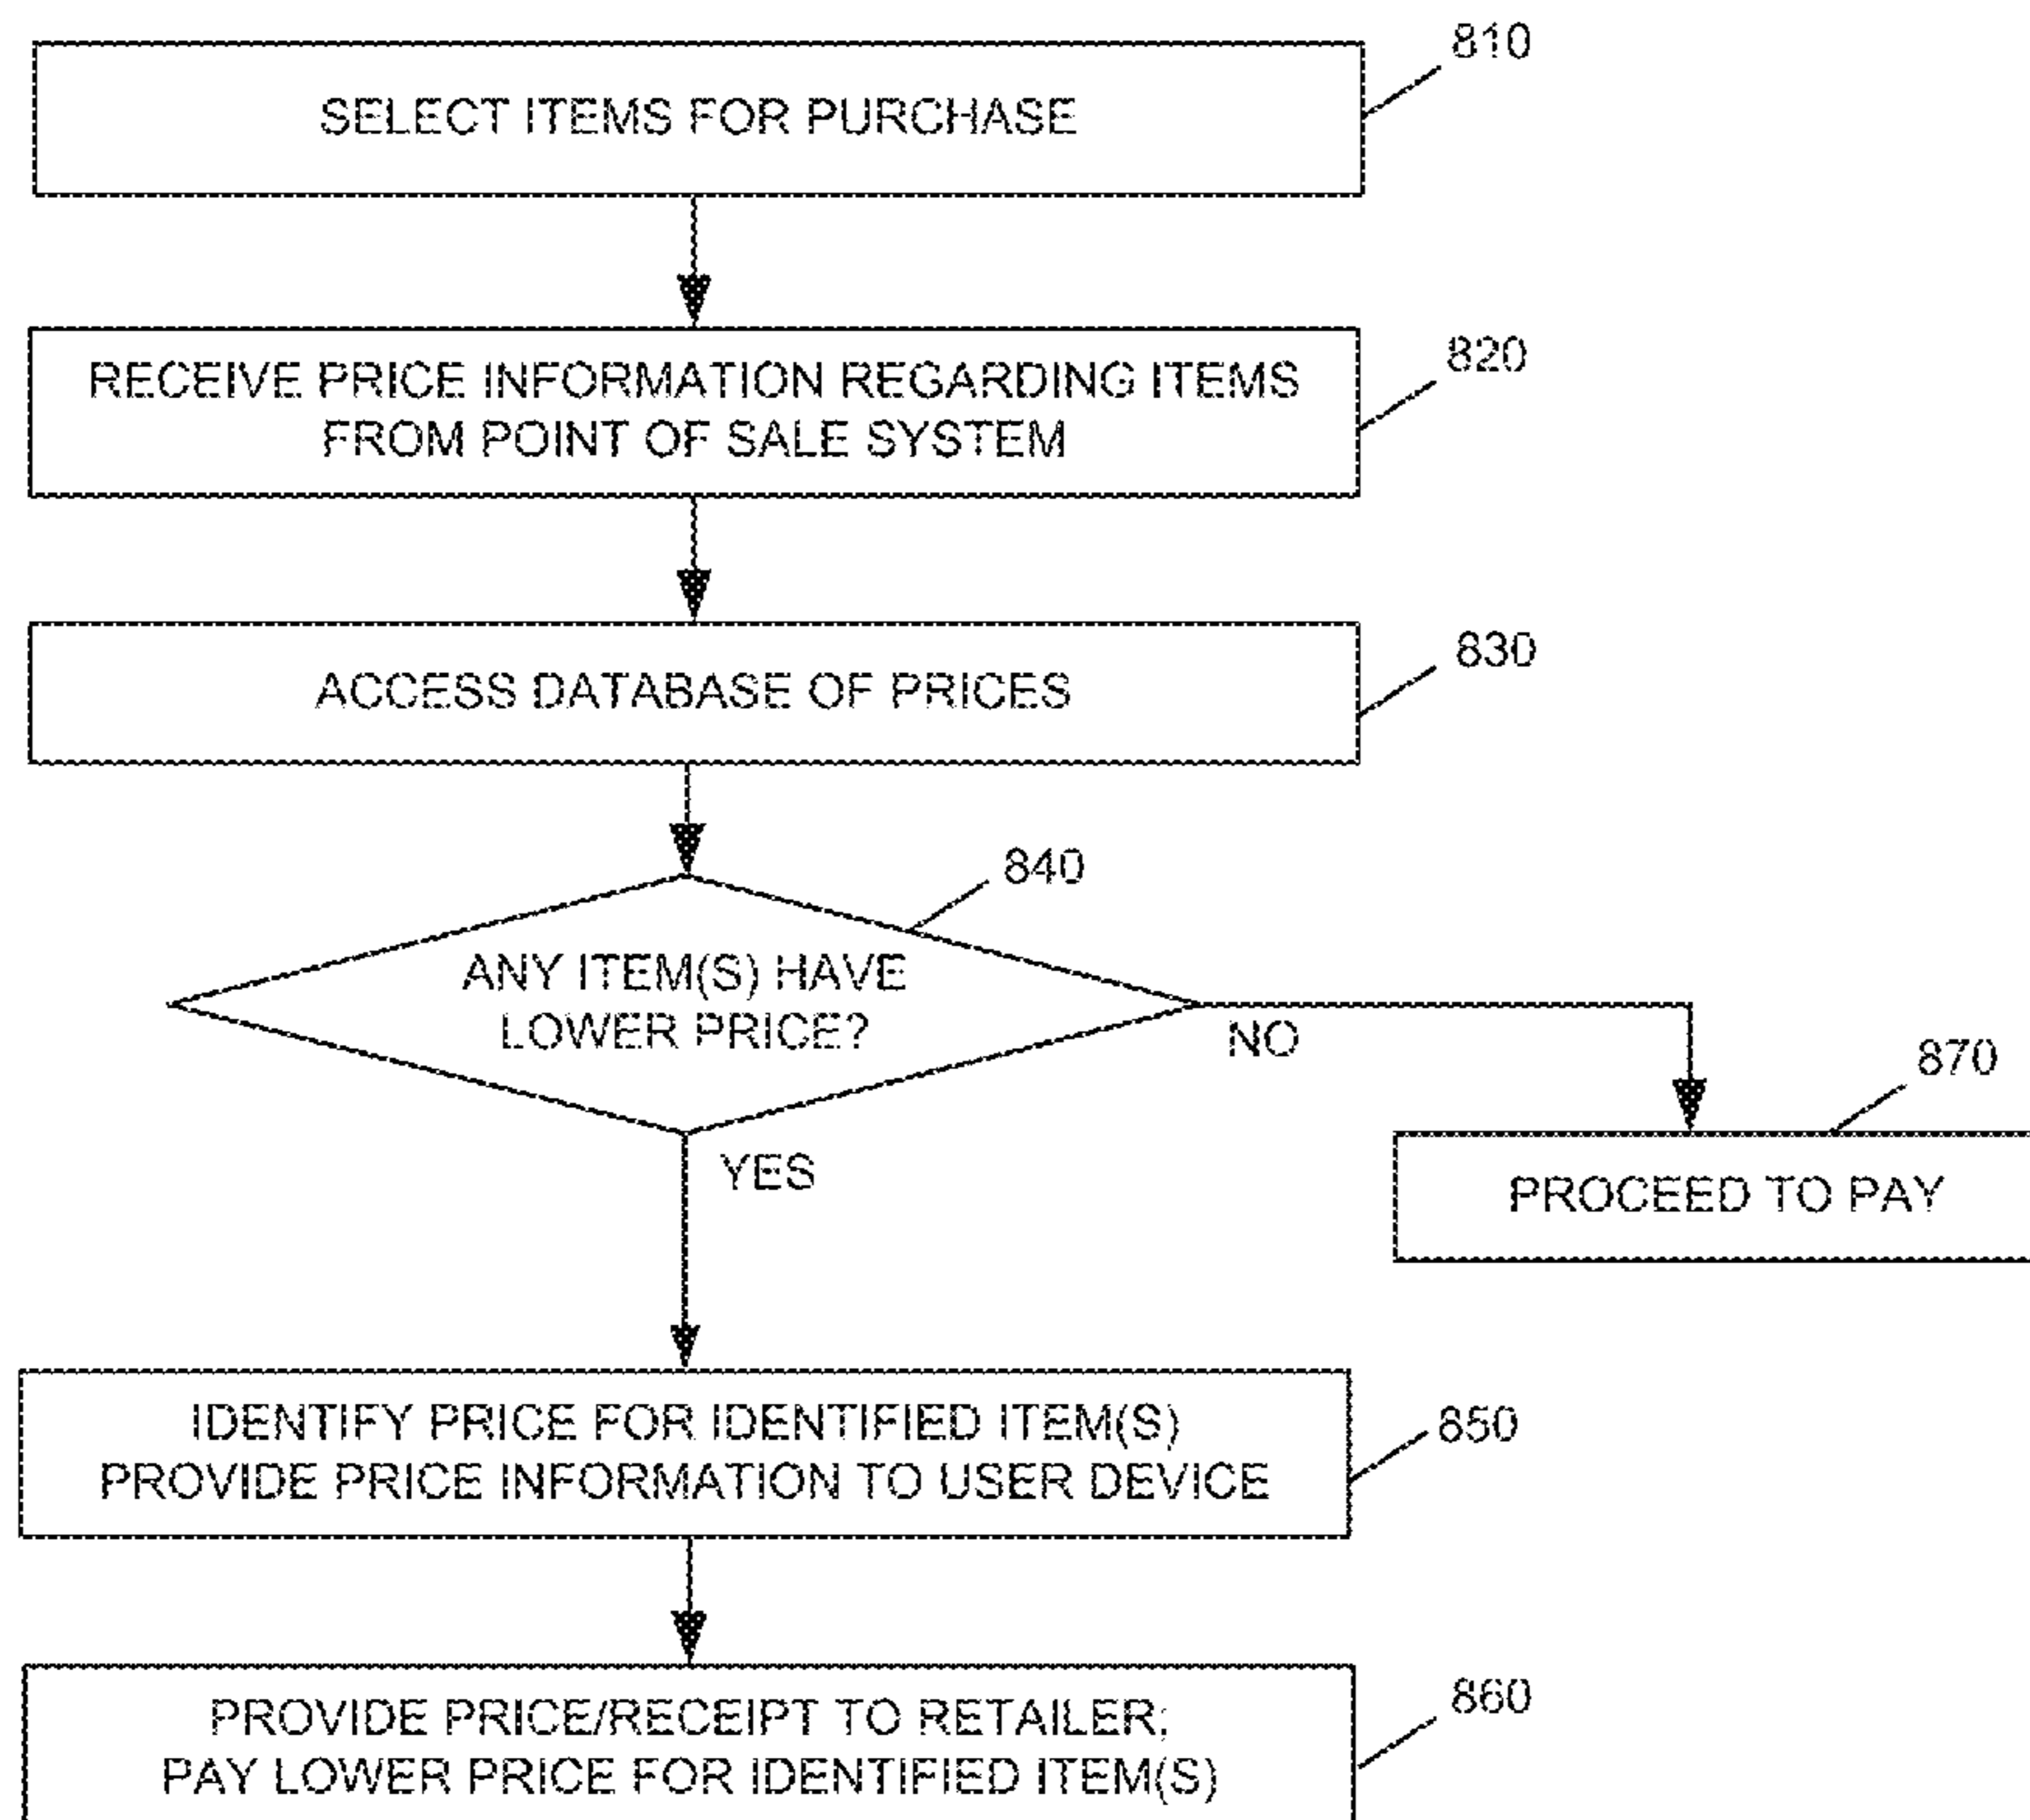 810
SELECT ITEMS FOR PURCHASE
820
RECEIVE PRICE INFORMATION REGARDING ITEMS
FROM POINT OF SALE SYSTEM
830
ACCESS DATABASE OF PRICES
840
ANY ITEM(S) HAVE
LOWER PRICE?
NO
870
YES
PROCEED TO PAY
850
IDENTIFY PRICE FOR IDENTIFIED ITEM(S)
PROVIDE PRICE INFORMATION TO USER DEVICE
860
PROVIDE PRICE/RECEIPT TO RETAILER;
PAY LOWER PRICE FOR IDENTIFIED ITEM(S)